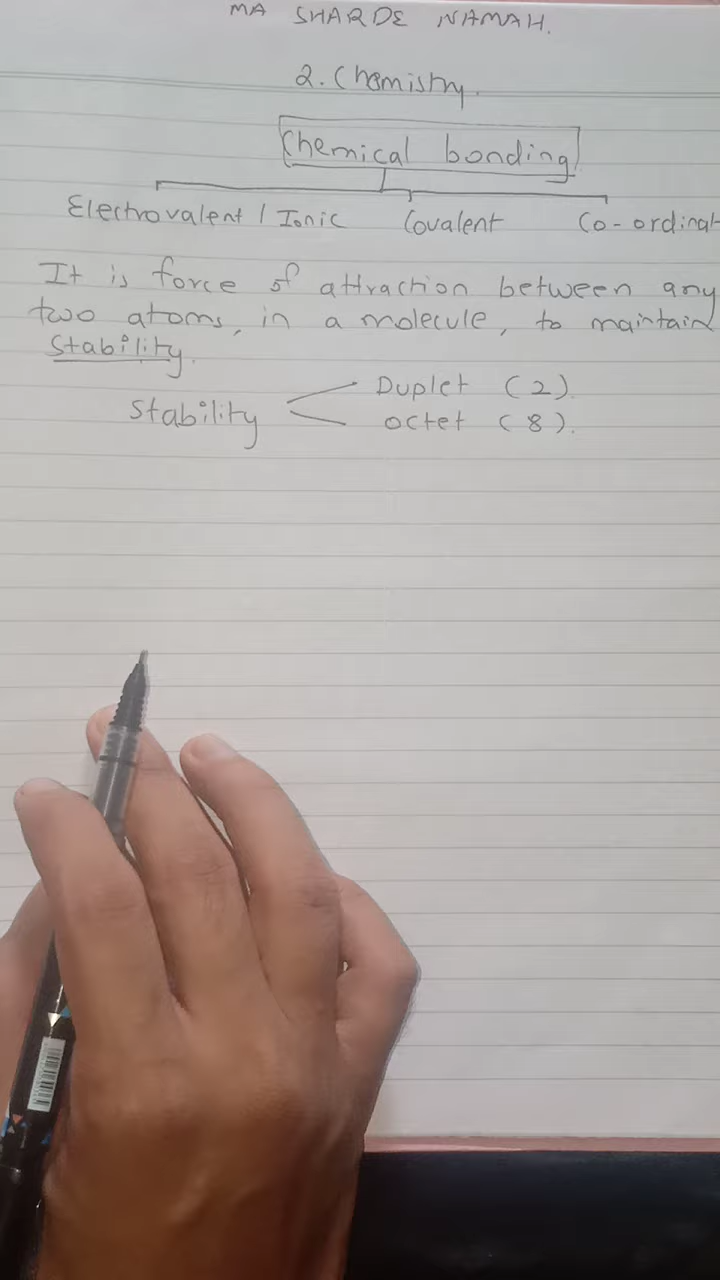 MA SHARDE NAMAH.
2. Chemistry.
Chemical bonding
Electrovalent / Ionic Covalent Co-ordinat
It is force of attraction between any
two atoms, in a molecule, to maintain
Stability.
Stability
Duplet (2).
Octet (8).